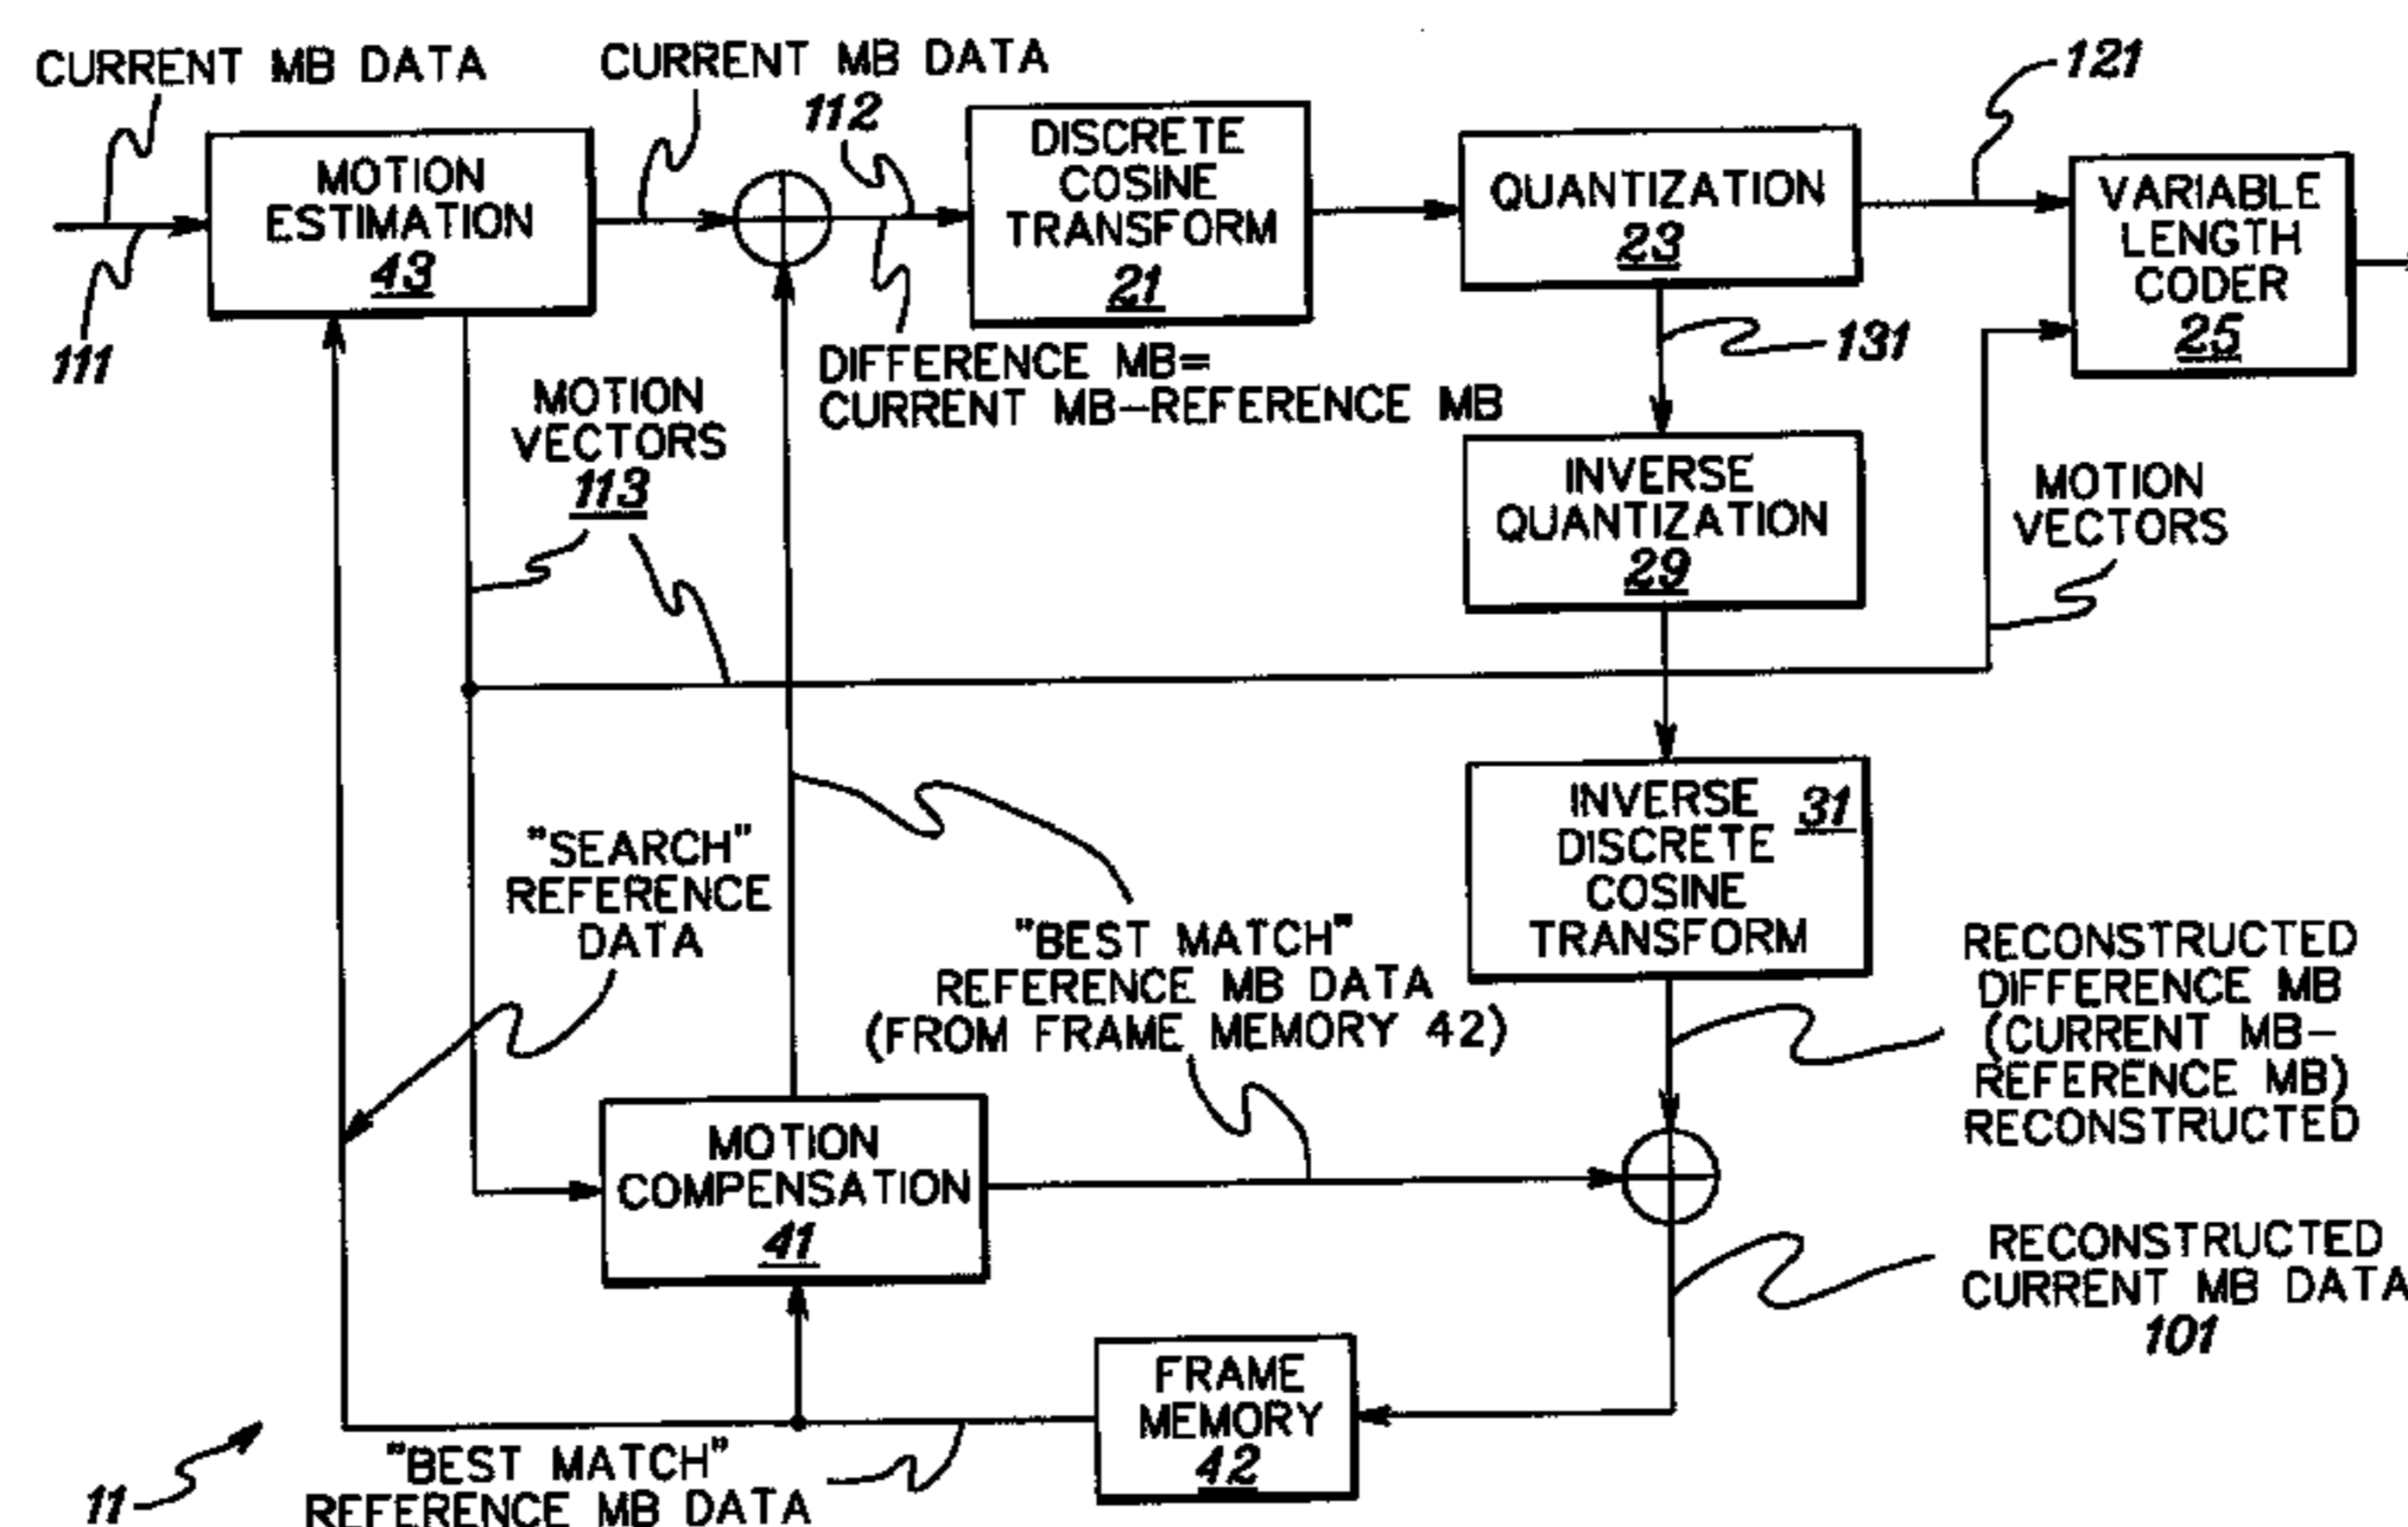 CURRENT MB DATA
CURRENT MB DATA
112
121
111
MOTION
ESTIMATION
43
DISCRETE
COSINE
TRANSFORM
21
QUANTIZATION
23
VARIABLE
LENGTH
CODER
25
DIFFERENCE MB=
CURRENT MB-REFERENCE MB
131
MOTION
VECTORS
113
INVERSE
QUANTIZATION
29
MOTION
VECTORS
"SEARCH"
REFERENCE
DATA
INVERSE
DISCRETE
COSINE
TRANSFORM
31
"BEST MATCH"
REFERENCE MB DATA
(FROM FRAME MEMORY 42)
RECONSTRUCTED
DIFFERENCE MB
(CURRENT MB-
REFERENCE MB)
RECONSTRUCTED
MOTION
COMPENSATION
41
RECONSTRUCTED
CURRENT MB DATA
101
FRAME
MEMORY
42
"BEST MATCH"
REFERENCE MB DATA
11